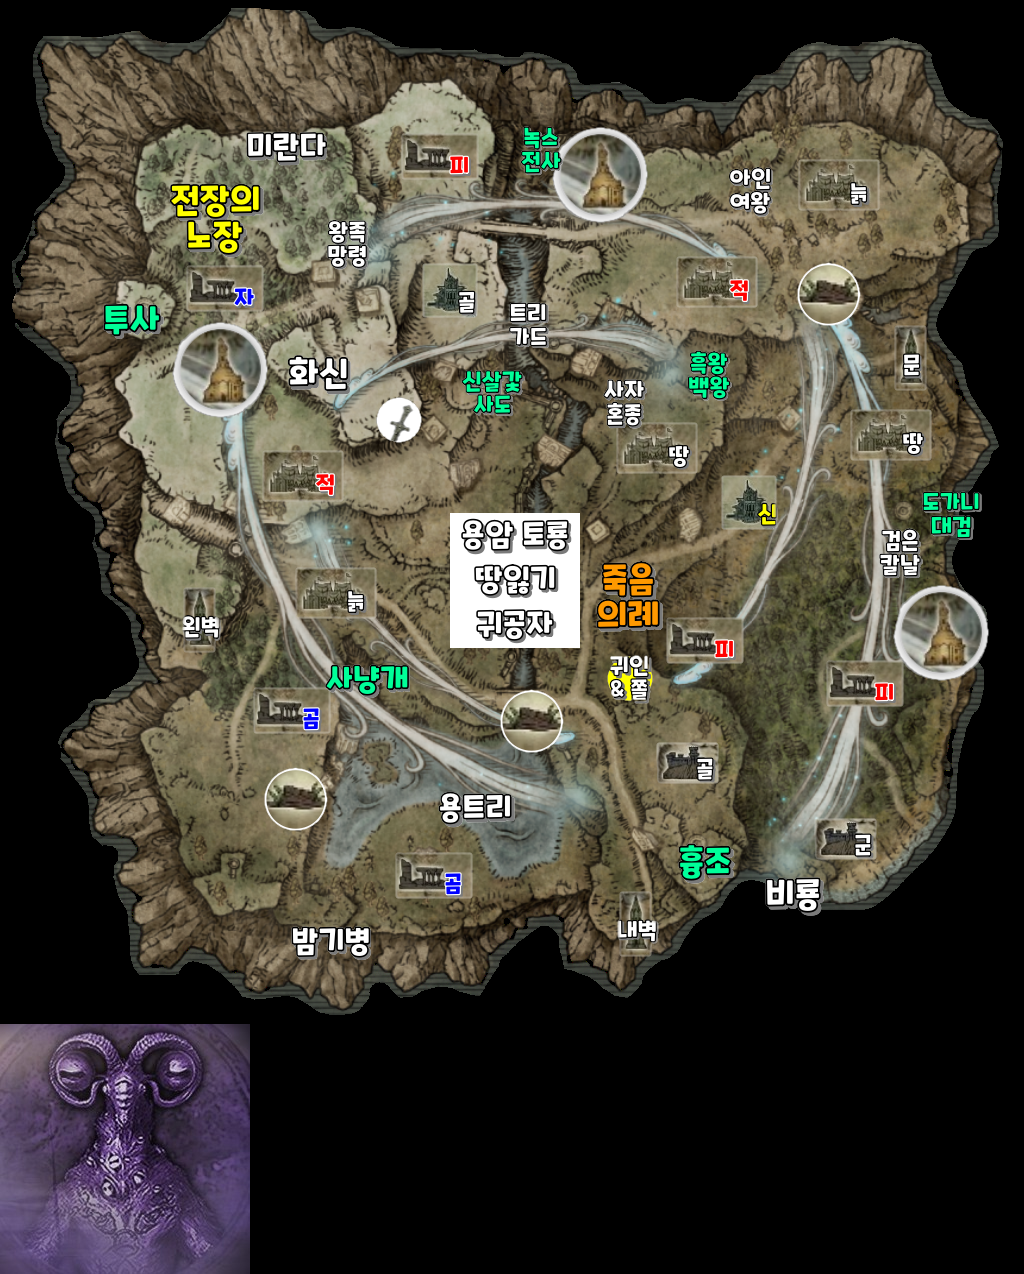 미란다
피
녹스
전사
아인
여왕
늙
전장의
노장
왕족
망령
자
골
적
투사
트리
가드
문
화신
신살갗
사도
흑왕
백왕
사자
혼종
땅
땅
적
신
도가니
대검
용암 토룡
땅잃기
귀공자
검은
칼날
죽음
의례
늙
왼벽
피
사냥개
귀인
& 쫄
피
곰
골
용트리
군
흉조
곰
비룡
밤기병
내벽